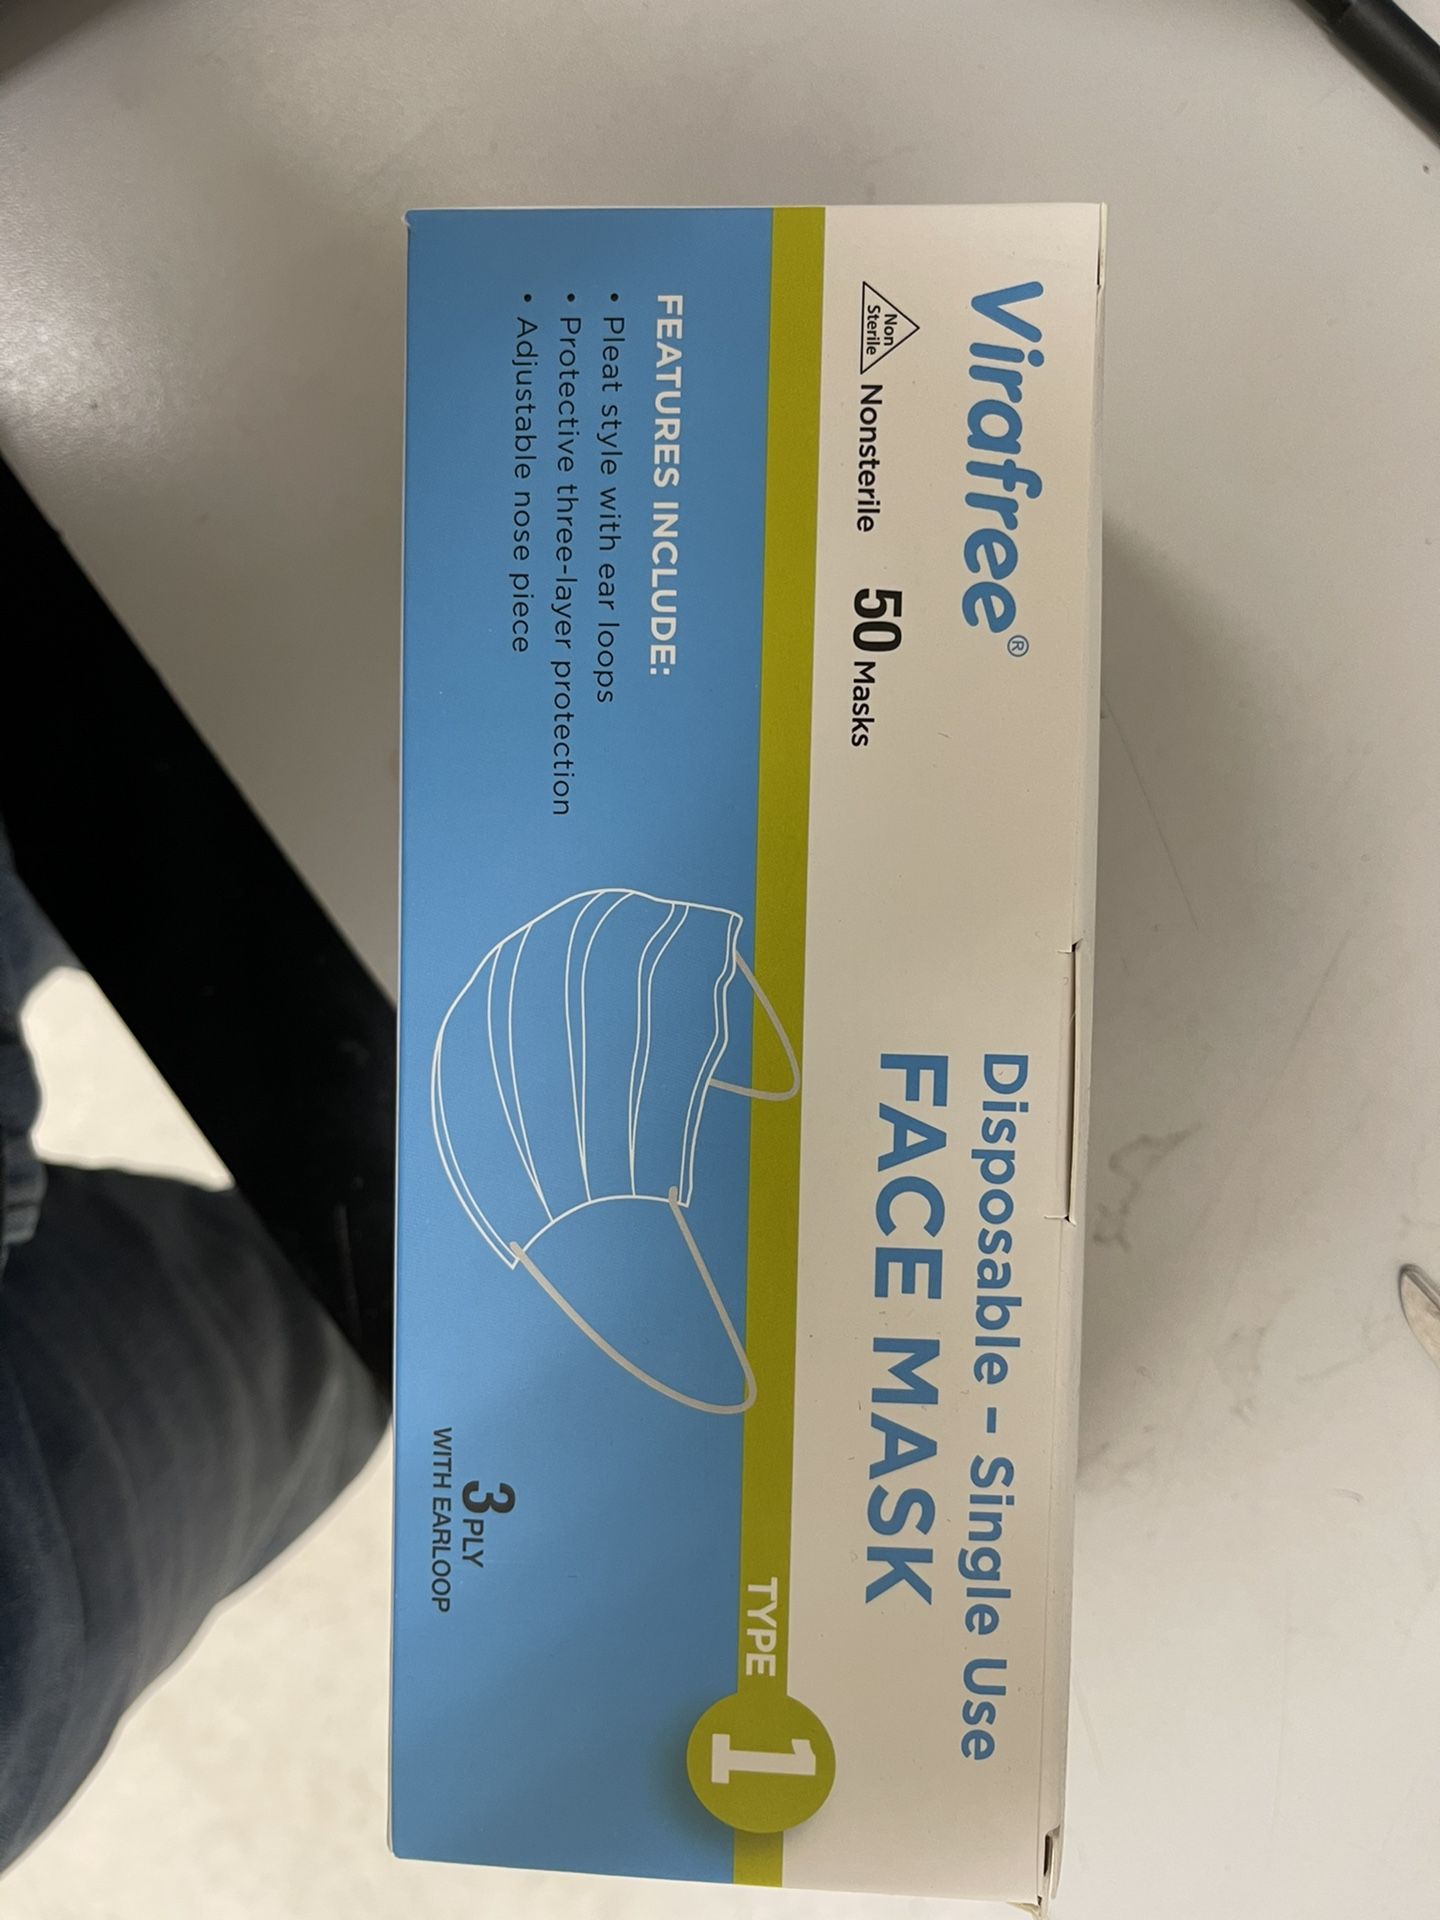 Virafree®
Non
Sterile
Nonsterile 50 Masks
Disposable - Single Use
FACE MASK
TYPE 1
FEATURES INCLUDE:
• Pleat style with ear loops
• Protective three-layer protection
• Adjustable nose piece
3 PLY
WITH EARLOOP